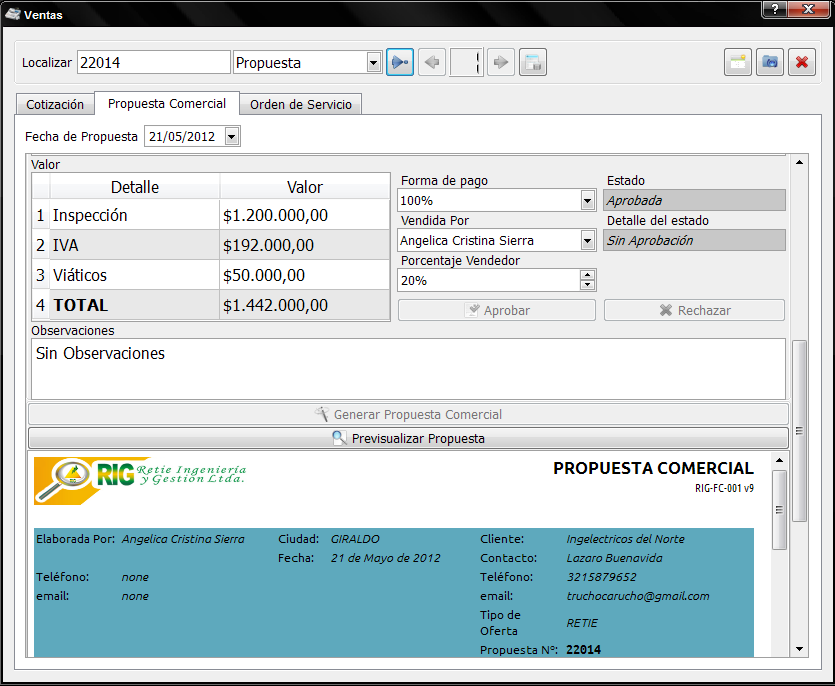 Ventas
Localizar 22014 Propuesta
Cotización Propuesta Comercial Orden de Servicio
Fecha de Propuesta 21/05/2012
Valor
Detalle Valor
1 Inspección $1.200.000,00
2 IVA $192.000,00
3 Viáticos $50.000,00
4 TOTAL $1.442.000,00
Forma de pago Estado
100% Aprobada
Vendida Por Detalle del estado
Angelica Cristina Sierra Sin Aprobación
Porcentaje Vendedor
20%
Aprobar Rechazar
Observaciones
Sin Observaciones
Generar Propuesta Comercial
Previsualizar Propuesta
RIG Retie Ingeniería
y Gestión Ltda.
PROPUESTA COMERCIAL
RIG-FC-001 v9
Elaborada Por: Angelica Cristina Sierra Ciudad: GIRALDO Cliente: Ingelectricos del Norte
Fecha: 21 de Mayo de 2012 Contacto: Lazaro Buenavida
Teléfono: none Teléfono: 3215879652
email: none email: truchocarucho@gmail.com
Tipo de
Oferta RETIE
Propuesta Nº: 22014